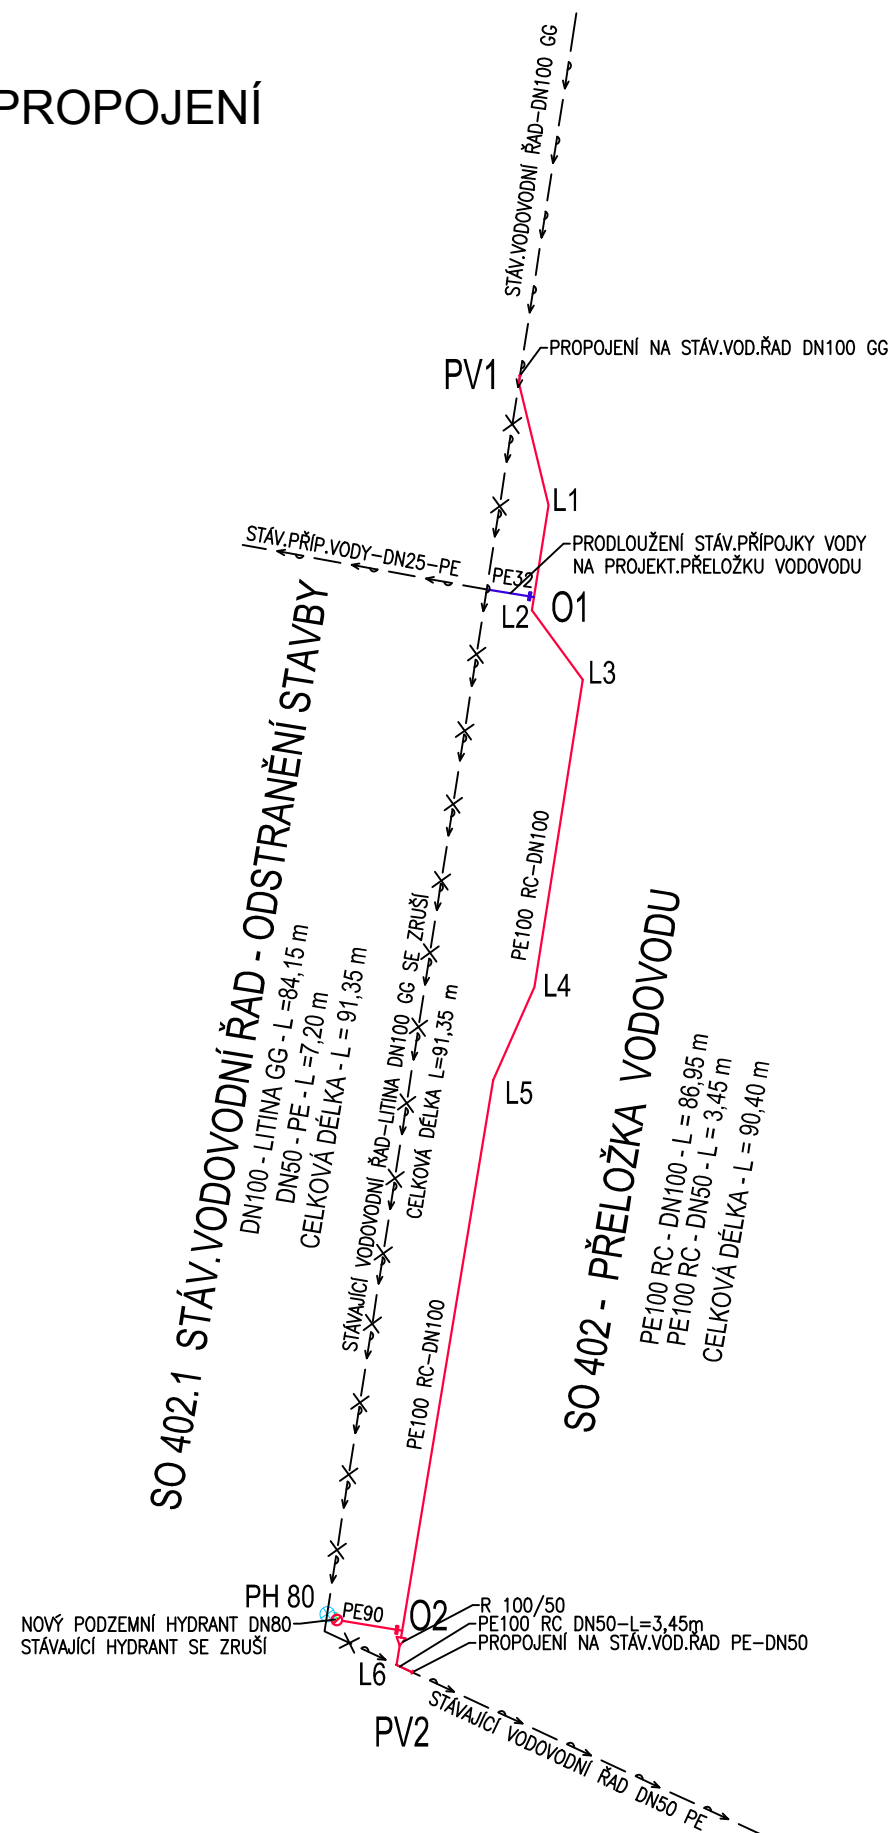 PROPOJENÍ
STÁV.VODOVODNÍ ŘAD-DN100 GG
PROPOJENÍ NA STÁV.VOD.ŘAD DN100 GG
PV1
L1
STÁV.PŘÍP.VODY-DN25-PE
PE32
PRODLOUŽENÍ STÁV.PŘÍPOJKY VODY
NA PROJEKT.PŘELOŽKU VODOVODU
L2
O1
L3
PE100 RC-DN100
L4
L5
SO 402.1 STÁV.VODOVODNÍ ŘAD - ODSTRANĚNÍ STAVBY
DN100 - LITINA GG - L =84,15 m
DN50 - PE - L =7,20 m
CELKOVÁ DÉLKA - L = 91,35 m
STÁVAJÍCÍ VODOVODNÍ ŘAD-LITINA DN100 GG SE ZRUŠÍ
CELKOVÁ DÉLKA L=91,35 m
SO 402 - PŘELOŽKA VODOVODU
PE100 RC - DN100 - L = 86,95 m
PE100 RC - DN50 - L = 3,45 m
CELKOVÁ DÉLKA - L = 90,40 m
PE100 RC-DN100
PH 80
PE90
O2
NOVÝ PODZEMNÍ HYDRANT DN80
STÁVAJÍCÍ HYDRANT SE ZRUŠÍ
R 100/50
PE100 RC DN50-L=3,45m
PROPOJENÍ NA STÁV.VOD.ŘAD PE-DN50
L6
PV2
STÁVAJÍCÍ VODOVODNÍ ŘAD DN50 PE